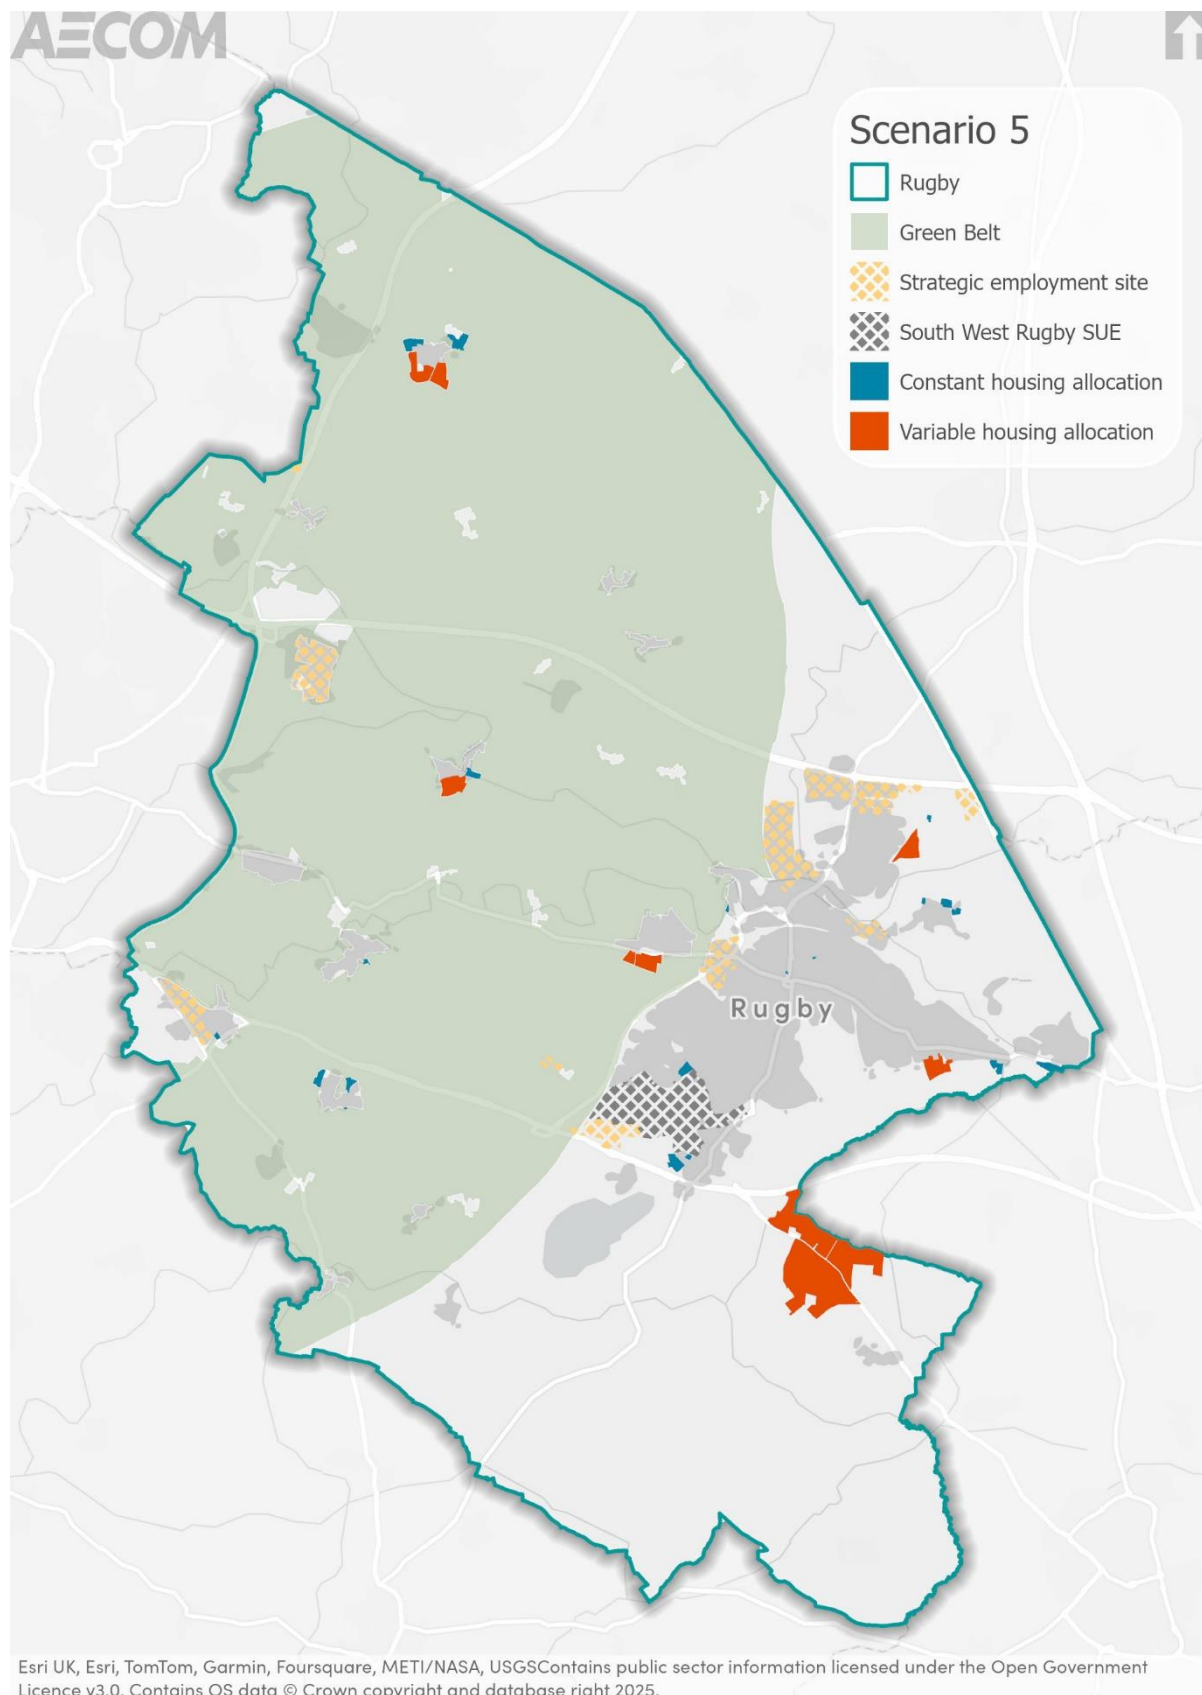 AECOM
Scenario 5
Rugby
Green Belt
Strategic employment site
South West Rugby SUE
Constant housing allocation
Variable housing allocation
Rugby
Esri UK, Esri, TomTom, Garmin, Foursquare, METI/NASA, USGSContains public sector information licensed under the Open Government
Licence v3.0. Contains OS data © Crown copyright and database right 2025.